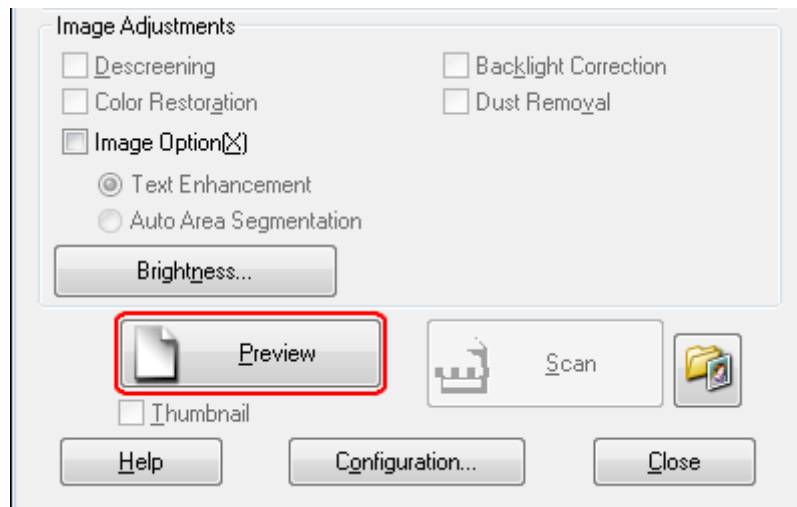 Image Adjustments
Descreening
Backlight Correction
Color Restoration
Dust Removal
Image Option(X)
Text Enhancement
Auto Area Segmentation
Brightness...
Preview
Scan
Thumbnail
Help
Configuration...
Close